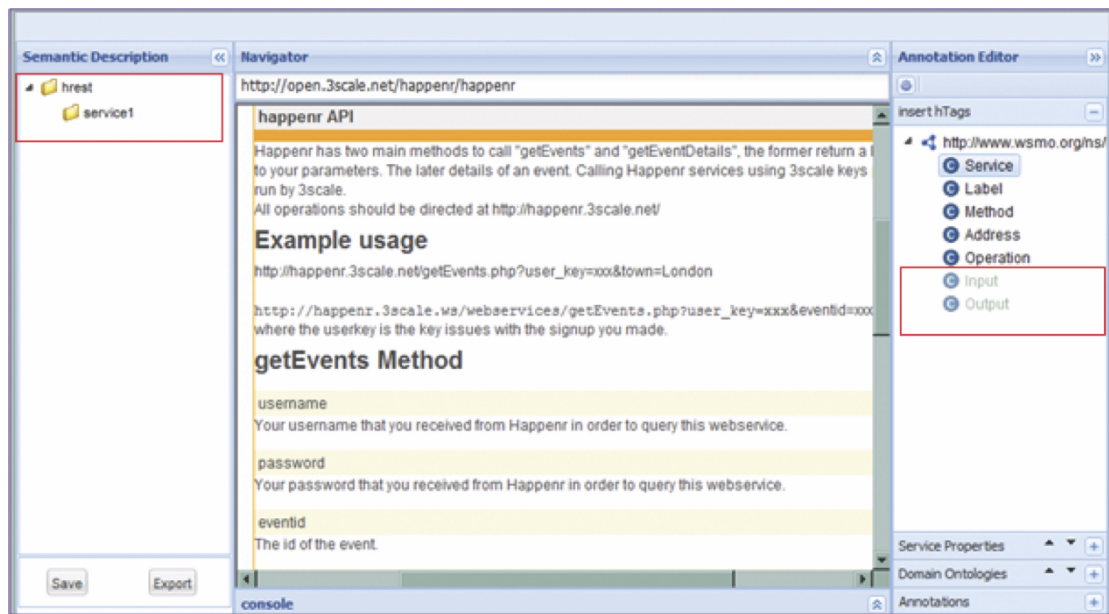 Semantic Description
hrest
service1
Save
Export
Navigator
http://open.3scale.net/happenr/happenr
happenr API
Happenr has two main methods to call "getEvents" and "getEventDetails", the former return a l
to your parameters. The later details of an event. Calling Happenr services using 3scale keys
run by 3scale.
All operations should be directed at http://happenr.3scale.net/
Example usage
http://happenr.3scale.net/getEvents.php?user_key=xxx&town=London
http://happenr.3scale.ws/webservices/getEvents.php?user_key=xxx&eventid=xxx
where the userkey is the key issues with the signup you made.
getEvents Method
username
Your username that you received from Happenr in order to query this webservice.
password
Your password that you received from Happenr in order to query this webservice.
eventid
The id of the event.
console
Annotation Editor
insert hTags
http://www.wsmo.org/ns/
Service
Label
Method
Address
Operation
Input
Output
Service Properties
Domain Ontologies
Annotations